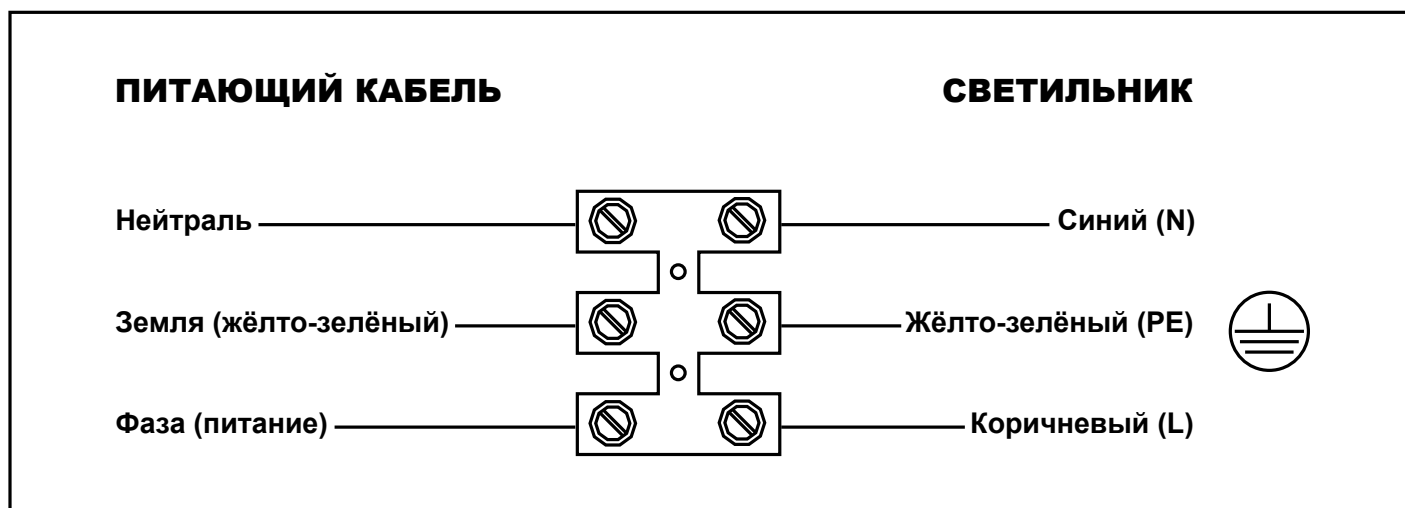 ПИТАЮЩИЙ КАБЕЛЬ СВЕТИЛЬНИК
Нейтраль Синий (N)
Земля (жёлто-зелёный) Жёлто-зелёный (PE)
Фаза (питание) Коричневый (L)